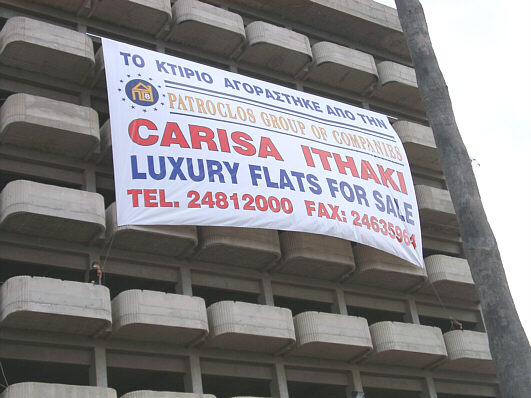 ΤΟ ΚΤΙΡΙΟ ΑΓΟΡΑΣΤΗΚΕ ΑΠΟ ΤΗΝ
PATROCLOS GROUP OF COMPANIES
CARISA ITHAKI
LUXURY FLATS FOR SALE
TEL. 24812000 FAX: 24635964